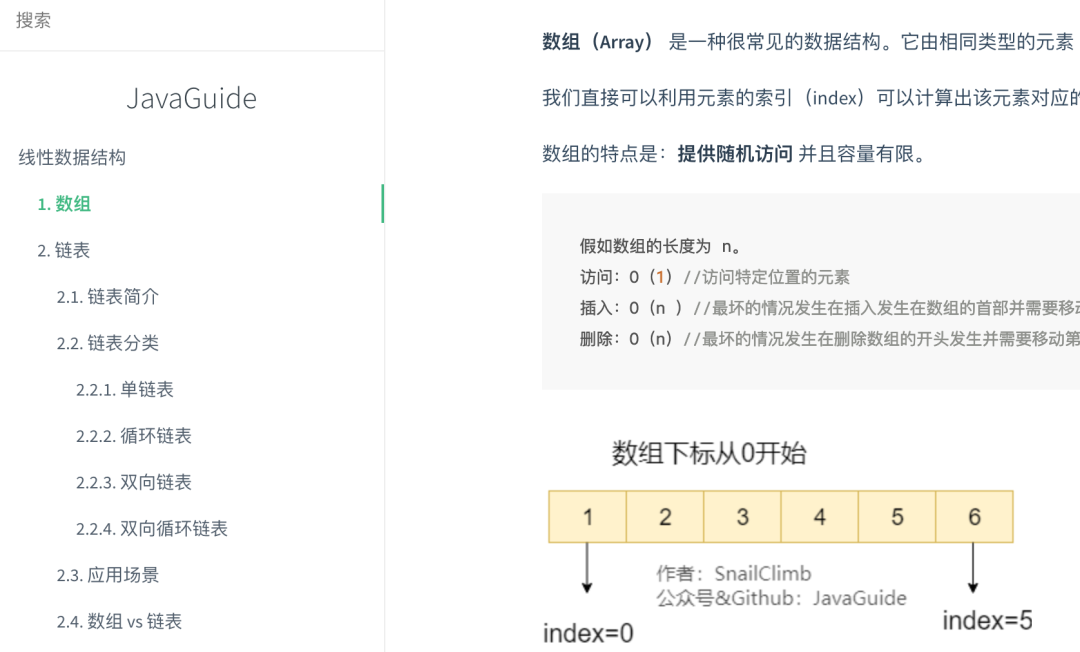 搜索
JavaGuide
线性数据结构
1. 数组
2. 链表
2.1. 链表简介
2.2. 链表分类
2.2.1. 单链表
2.2.2. 循环链表
2.2.3. 双向链表
2.2.4. 双向循环链表
2.3. 应用场景
2.4. 数组 vs 链表
数组（Array） 是一种很常见的数据结构。它由相同类型的元素
我们直接可以利用元素的索引（index）可以计算出该元素对应的
数组的特点是：提供随机访问 并且容量有限。
假如数组的长度为 n。
访问：O（1）//访问特定位置的元素
插入：O（n ）//最坏的情况发生在插入发生在数组的首部并需要移动
删除：O（n）//最坏的情况发生在删除数组的开头发生并需要移动第
数组下标从0开始
1 2 3 4 5 6
作者：SnailClimb
公众号&Github：JavaGuide
index=0
index=5